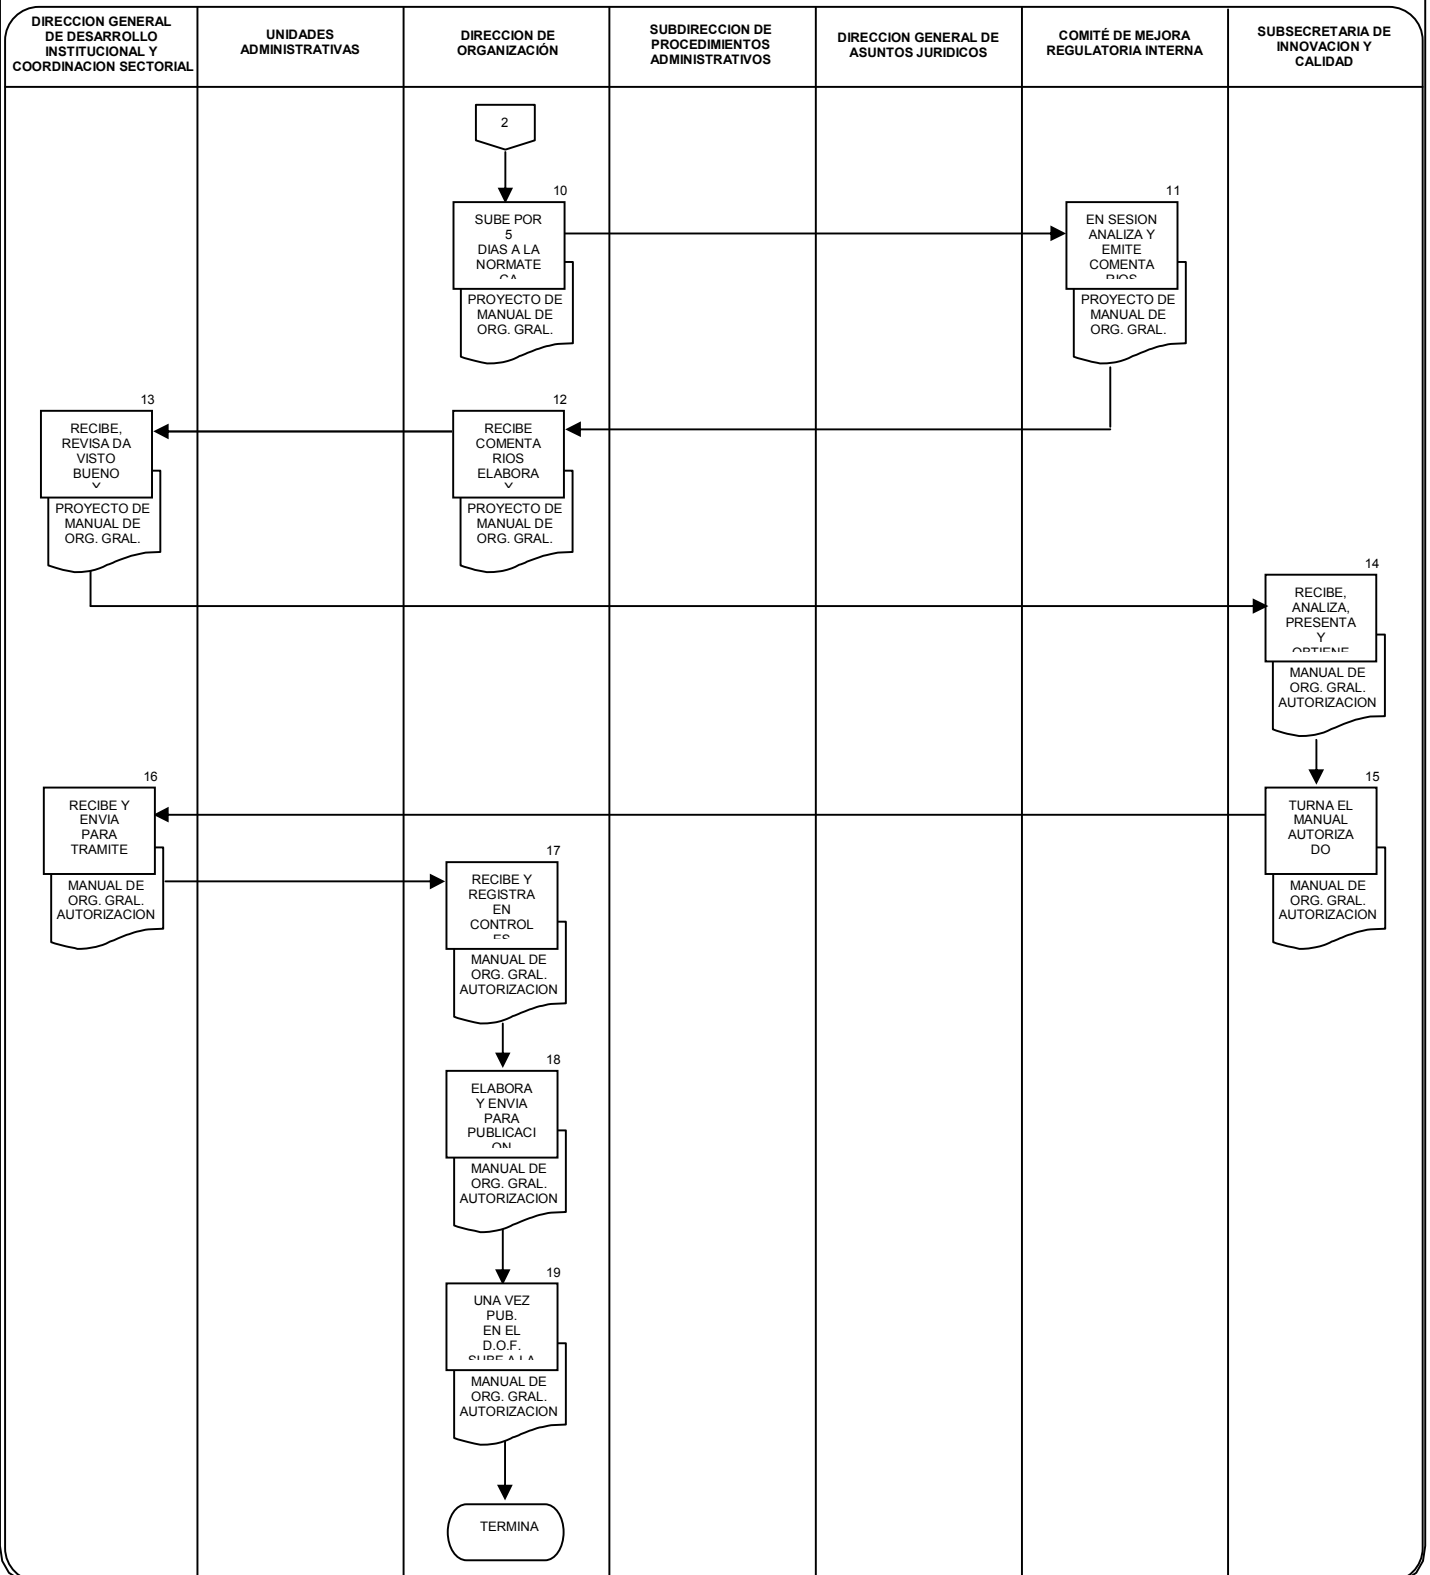 DIRECCION GENERAL
DE DESARROLLO
INSTITUCIONAL Y
COORDINACION SECTORIAL
UNIDADES
ADMINISTRATIVAS
DIRECCION DE
ORGANIZACIÓN
SUBDIRECCION DE
PROCEDIMIENTOS
ADMINISTRATIVOS
DIRECCION GENERAL DE
ASUNTOS JURIDICOS
COMITÉ DE MEJORA
REGULATORIA INTERNA
SUBSECRETARIA DE
INNOVACION Y
CALIDAD
2
10
SUBE POR
5
DIAS A LA
NORMATE
CA
PROYECTO DE
MANUAL DE
ORG. GRAL.
11
EN SESION
ANALIZA Y
EMITE
COMENTA
RIOS
PROYECTO DE
MANUAL DE
ORG. GRAL.
13
RECIBE,
REVISA DA
VISTO
BUENO
Y
PROYECTO DE
MANUAL DE
ORG. GRAL.
12
RECIBE
COMENTA
RIOS
ELABORA
Y
PROYECTO DE
MANUAL DE
ORG. GRAL.
14
RECIBE,
ANALIZA,
PRESENTA
Y
OBTIENE
MANUAL DE
ORG. GRAL.
AUTORIZACION
16
RECIBE Y
ENVIA
PARA
TRAMITE
MANUAL DE
ORG. GRAL.
AUTORIZACION
15
TURNA EL
MANUAL
AUTORIZA
DO
MANUAL DE
ORG. GRAL.
AUTORIZACION
17
RECIBE Y
REGISTRA
EN
CONTROL
ES
MANUAL DE
ORG. GRAL.
AUTORIZACION
18
ELABORA
Y ENVIA
PARA
PUBLICACI
ON
MANUAL DE
ORG. GRAL.
AUTORIZACION
19
UNA VEZ
PUB.
EN EL
D.O.F.
SUBE A LA
MANUAL DE
ORG. GRAL.
AUTORIZACION
TERMINA